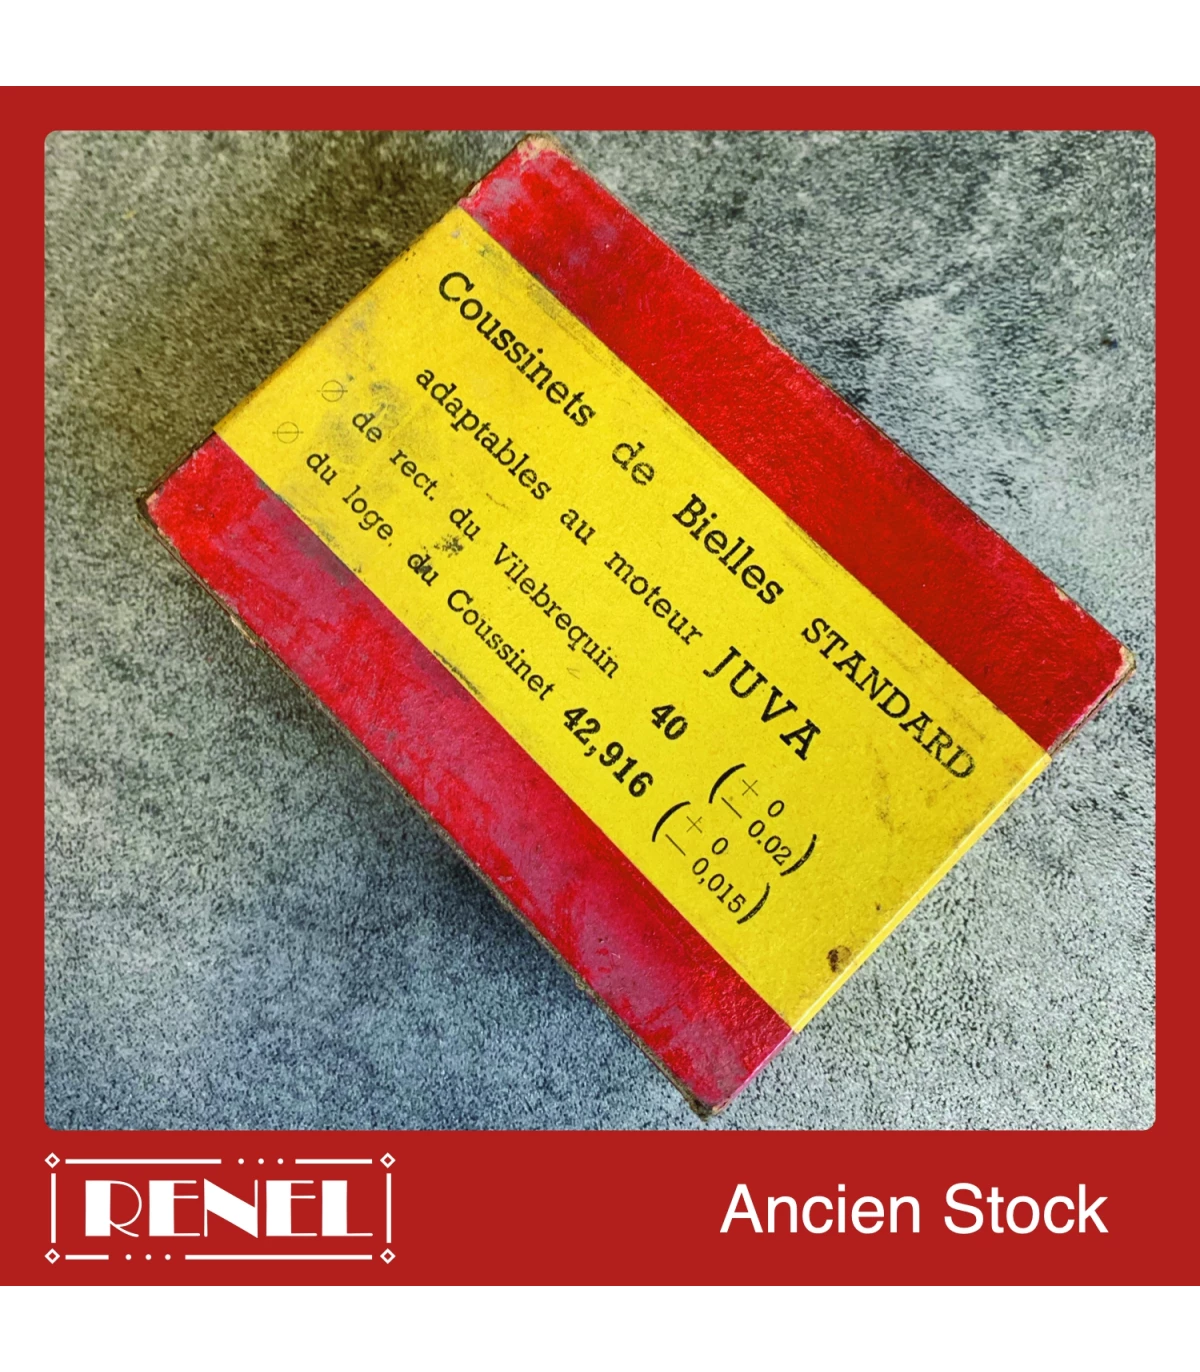 Coussinets de Bielles STANDARD
adaptables au moteur JUVA
∅ de rect. du Vilebrequin 40 (+ 0 — 0.02)
∅ du loge. du Coussinet 42,916 (+ 0 — 0,015)
RENEL
Ancien Stock